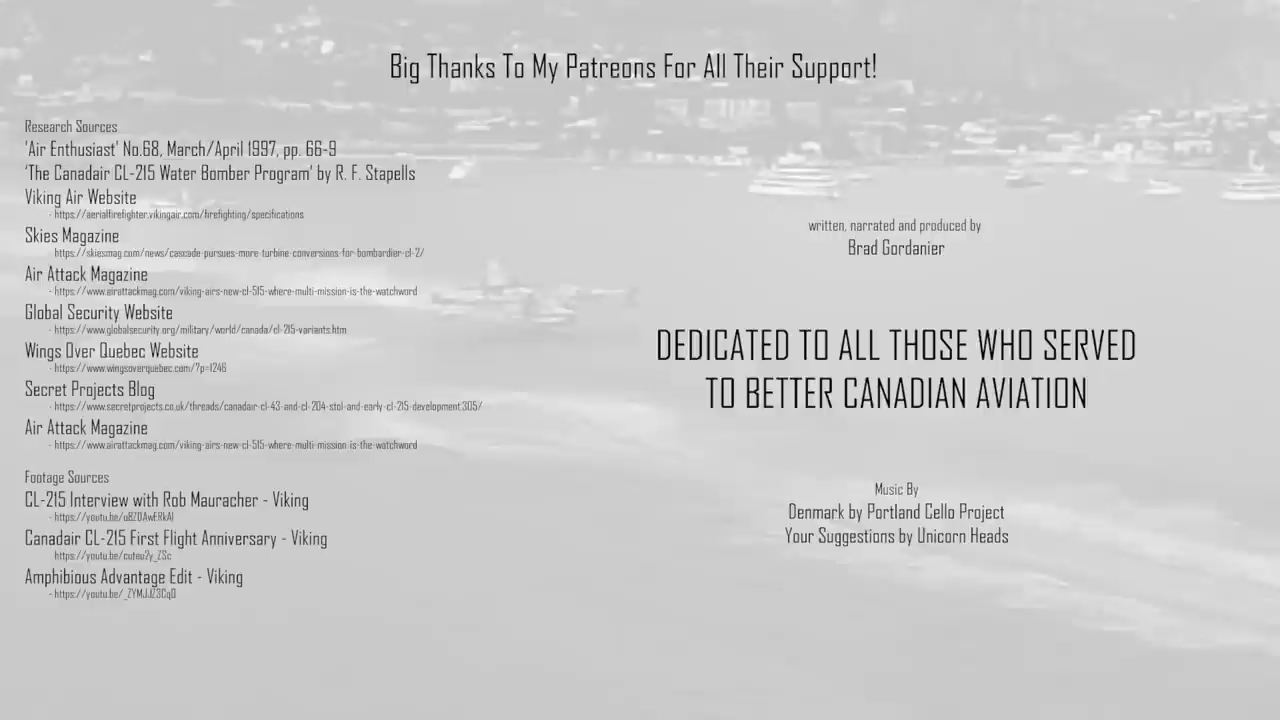 Big Thanks To My Patreons For All Their Support!
Research Sources
'Air Enthusiast' No.68, March/April 1997, pp. 66-9
'The Canadair CL-215 Water Bomber Program' by R. F. Stapells
Viking Air Website
- https://aerialfirefighter.vikingair.com/firefighting/specifications
Skies Magazine
https://skiesmag.com/news/cascade-pursues-more-turbine-conversions-for-bombardier-cl-2/
Air Attack Magazine
- https://www.airattackmag.com/viking-airs-new-cl-515-where-multi-mission-is-the-watchword
Global Security Website
- https://www.globalsecurity.org/military/world/canada/cl-215-variants.htm
Wings Over Quebec Website
- https://www.wingsoverquebec.com/?p=1246
Secret Projects Blog
- https://www.secretprojects.co.uk/threads/canadair-cl-43-and-cl-204-stol-and-early-cl-215-development.305/
Air Attack Magazine
- https://www.airattackmag.com/viking-airs-new-cl-515-where-multi-mission-is-the-watchword
Footage Sources
CL-215 Interview with Rob Mauracher - Viking
Canadair CL-215 First Flight Anniversary - Viking
Amphibious Advantage Edit - Viking
written, narrated and produced by
Brad Gordanier
DEDICATED TO ALL THOSE WHO SERVED
TO BETTER CANADIAN AVIATION
Music By
Denmark by Portland Cello Project
Your Suggestions by Unicorn Heads